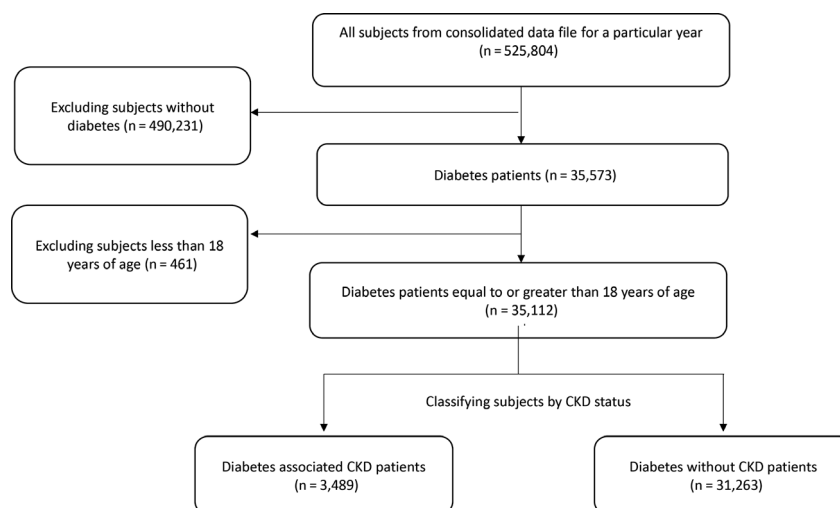 All subjects from consolidated data file for a particular year
(n = 525,804)
Excluding subjects without
diabetes (n = 490,231)
Diabetes patients (n = 35,573)
Excluding subjects less than 18
years of age (n = 461)
Diabetes patients equal to or greater than 18 years of age
(n = 35,112)
Classifying subjects by CKD status
Diabetes associated CKD patients
(n = 3,489)
Diabetes without CKD patients
(n = 31,263)